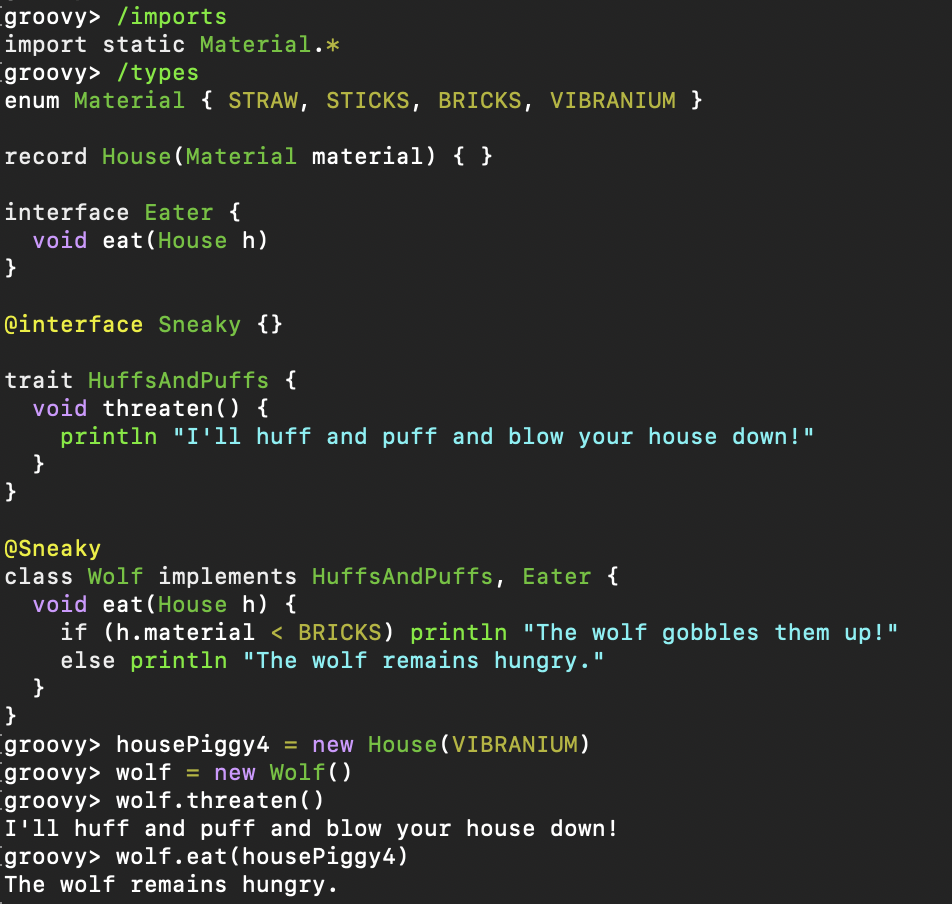 groovy> /imports
import static Material.*
groovy> /types
enum Material { STRAW, STICKS, BRICKS, VIBRANIUM }

record House(Material material) { }

interface Eater {
  void eat(House h)
}

@interface Sneaky {}

trait HuffsAndPuffs {
  void threaten() {
    println "I'll huff and puff and blow your house down!"
  }
}

@Sneaky
class Wolf implements HuffsAndPuffs, Eater {
  void eat(House h) {
    if (h.material < BRICKS) println "The wolf gobbles them up!"
    else println "The wolf remains hungry."
  }
}
groovy> housePiggy4 = new House(VIBRANIUM)
groovy> wolf = new Wolf()
groovy> wolf.threaten()
I'll huff and puff and blow your house down!
groovy> wolf.eat(housePiggy4)
The wolf remains hungry.